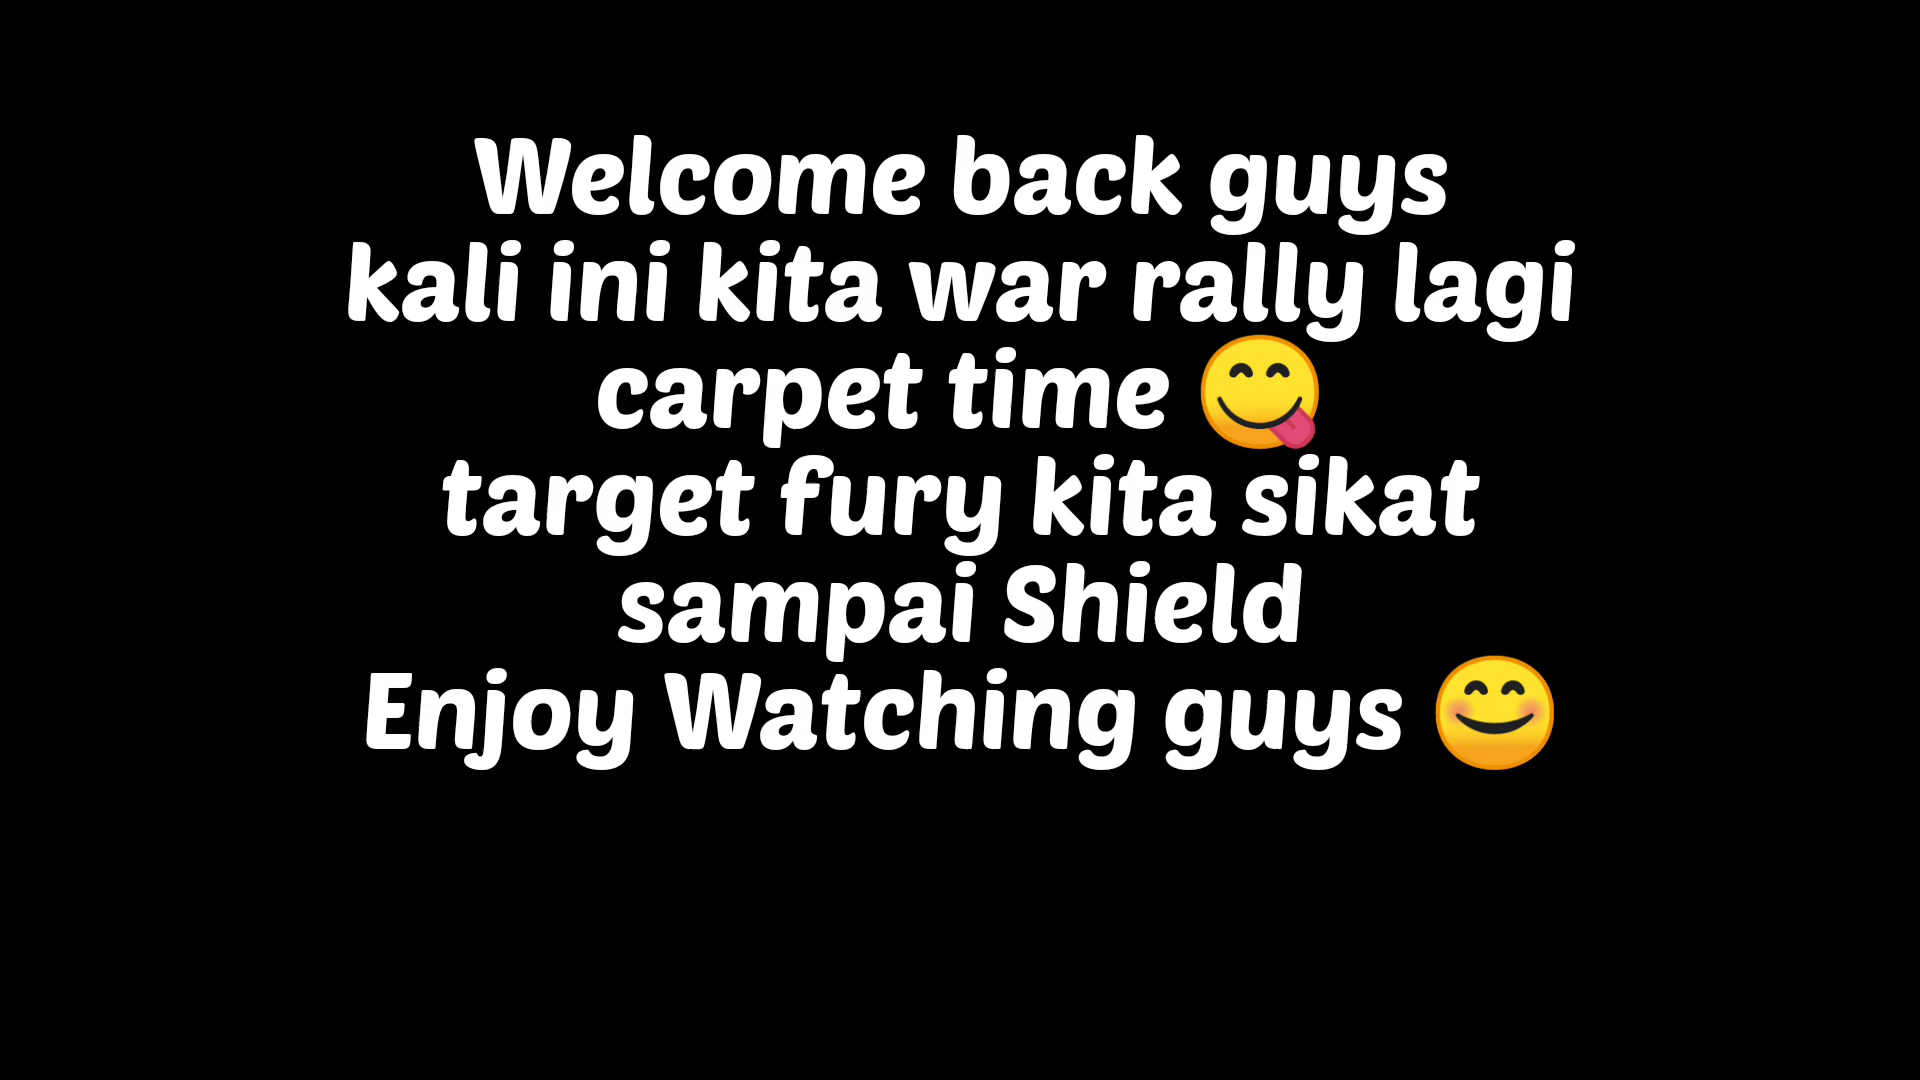 Welcome back guys
kali ini kita war rally lagi
carpet time 😋
target fury kita sikat
sampai Shield
Enjoy Watching guys 😊